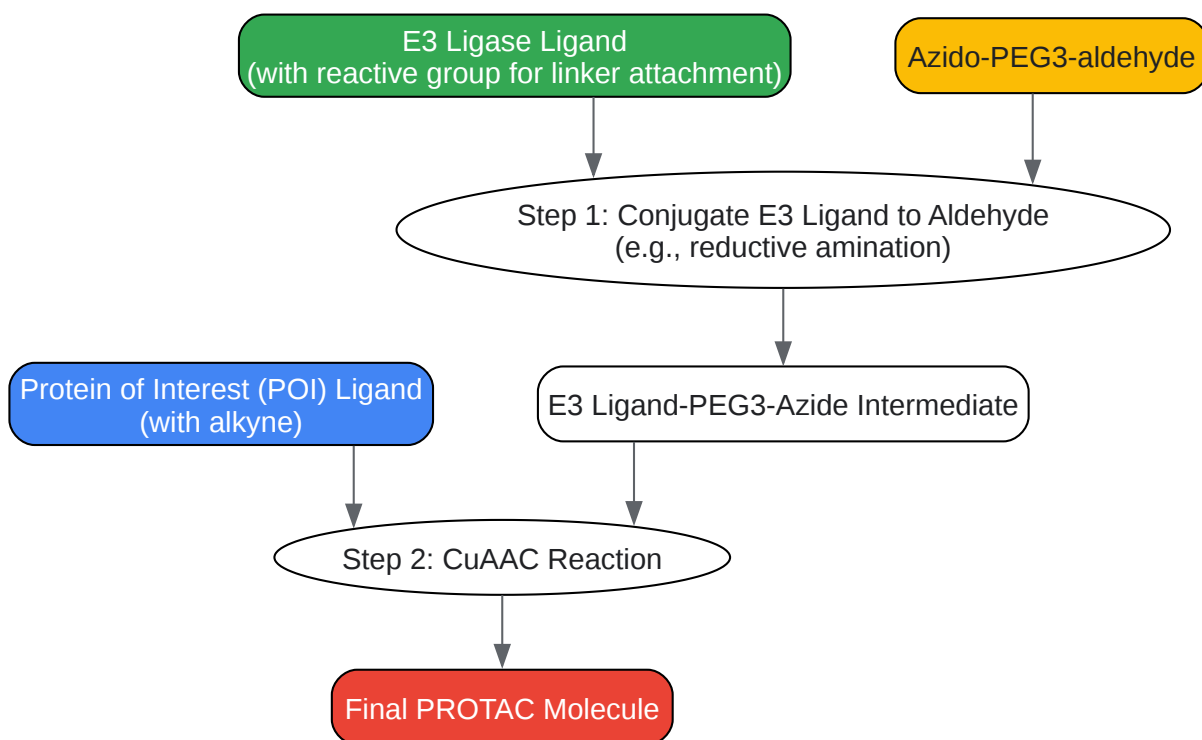 E3 Ligase Ligand
(with reactive group for linker attachment)
Azido-PEG3-aldehyde
Step 1: Conjugate E3 Ligand to Aldehyde
(e.g., reductive amination)
Protein of Interest (POI) Ligand
(with alkyne)
E3 Ligand-PEG3-Azide Intermediate
Step 2: CuAAC Reaction
Final PROTAC Molecule